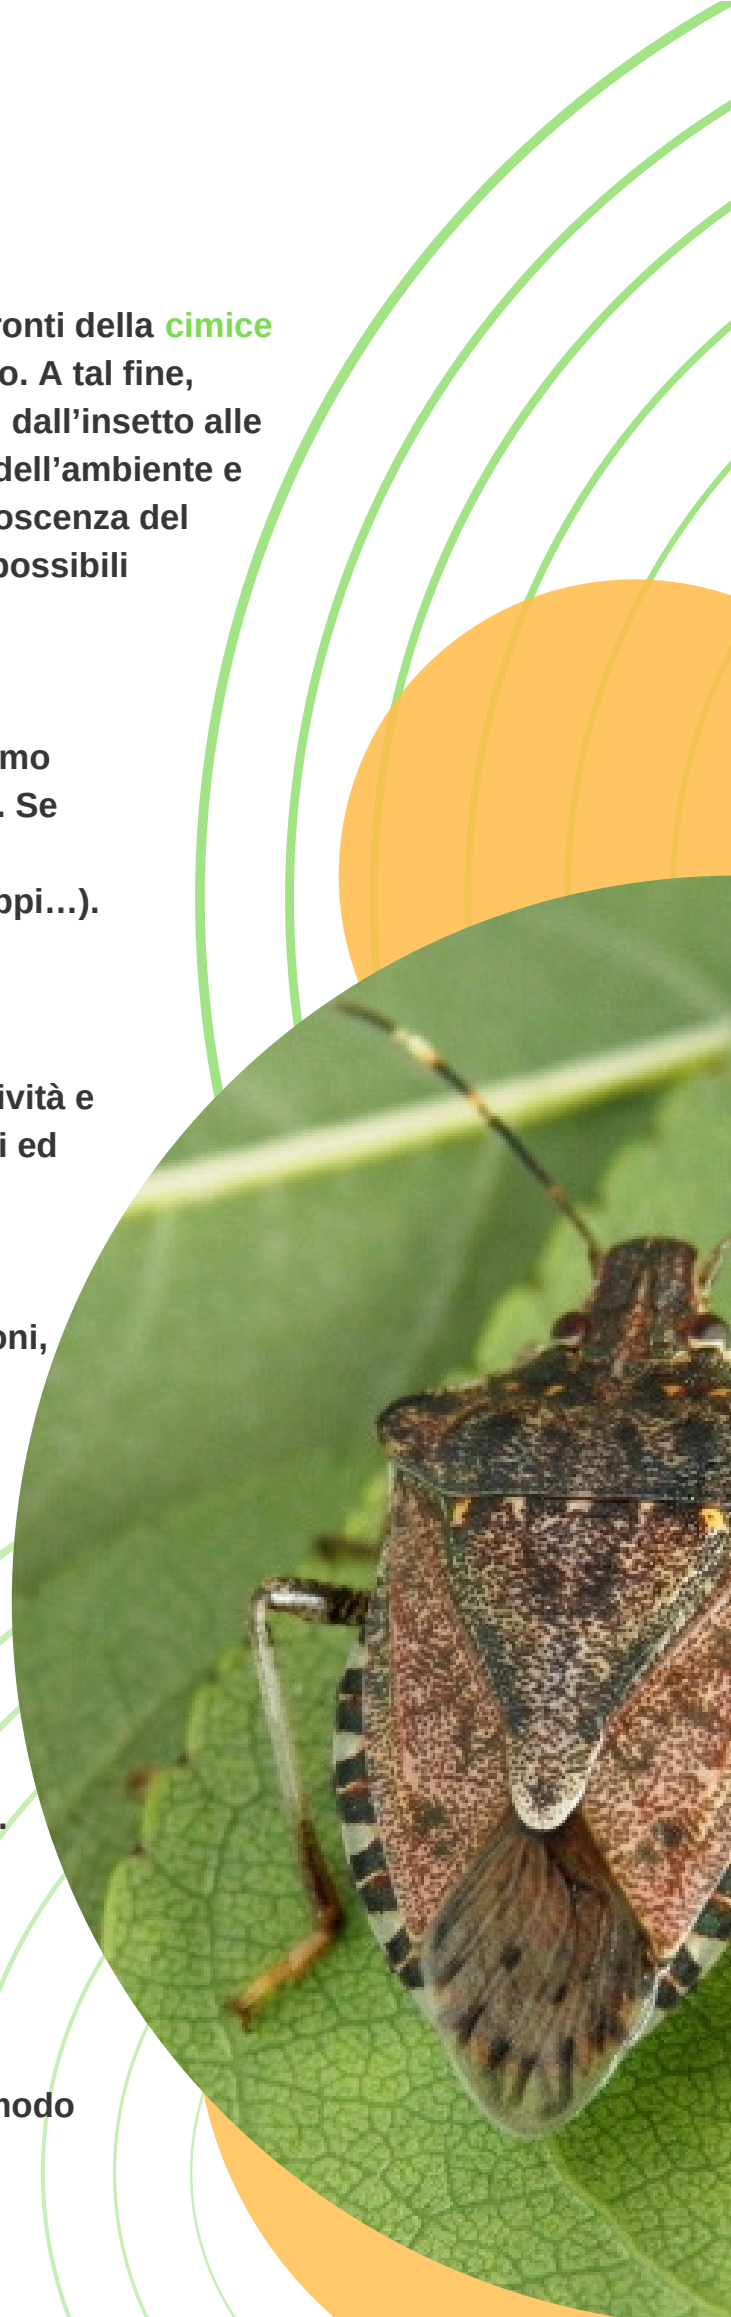 ronti della cimice
o. A tal fine,
dall’insetto alle
dell’ambiente e
oscenza del
possibili
mo
. Se
ppi…).
ività e
i ed
oni,
.
modo